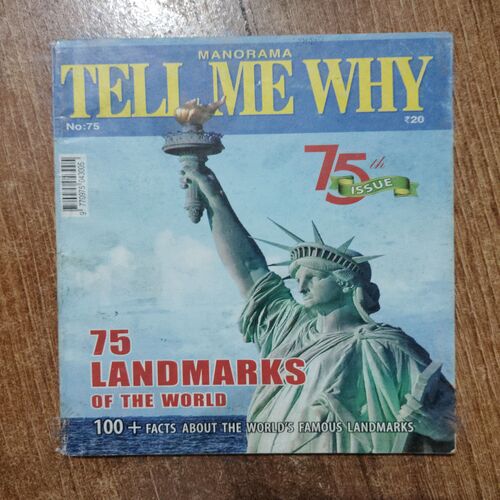 MANORAMA
TELL ME WHY
No:75
₹20
75th
ISSUE
75
LANDMARKS
OF THE WORLD
100 + FACTS ABOUT THE WORLD'S FAMOUS LANDMARKS